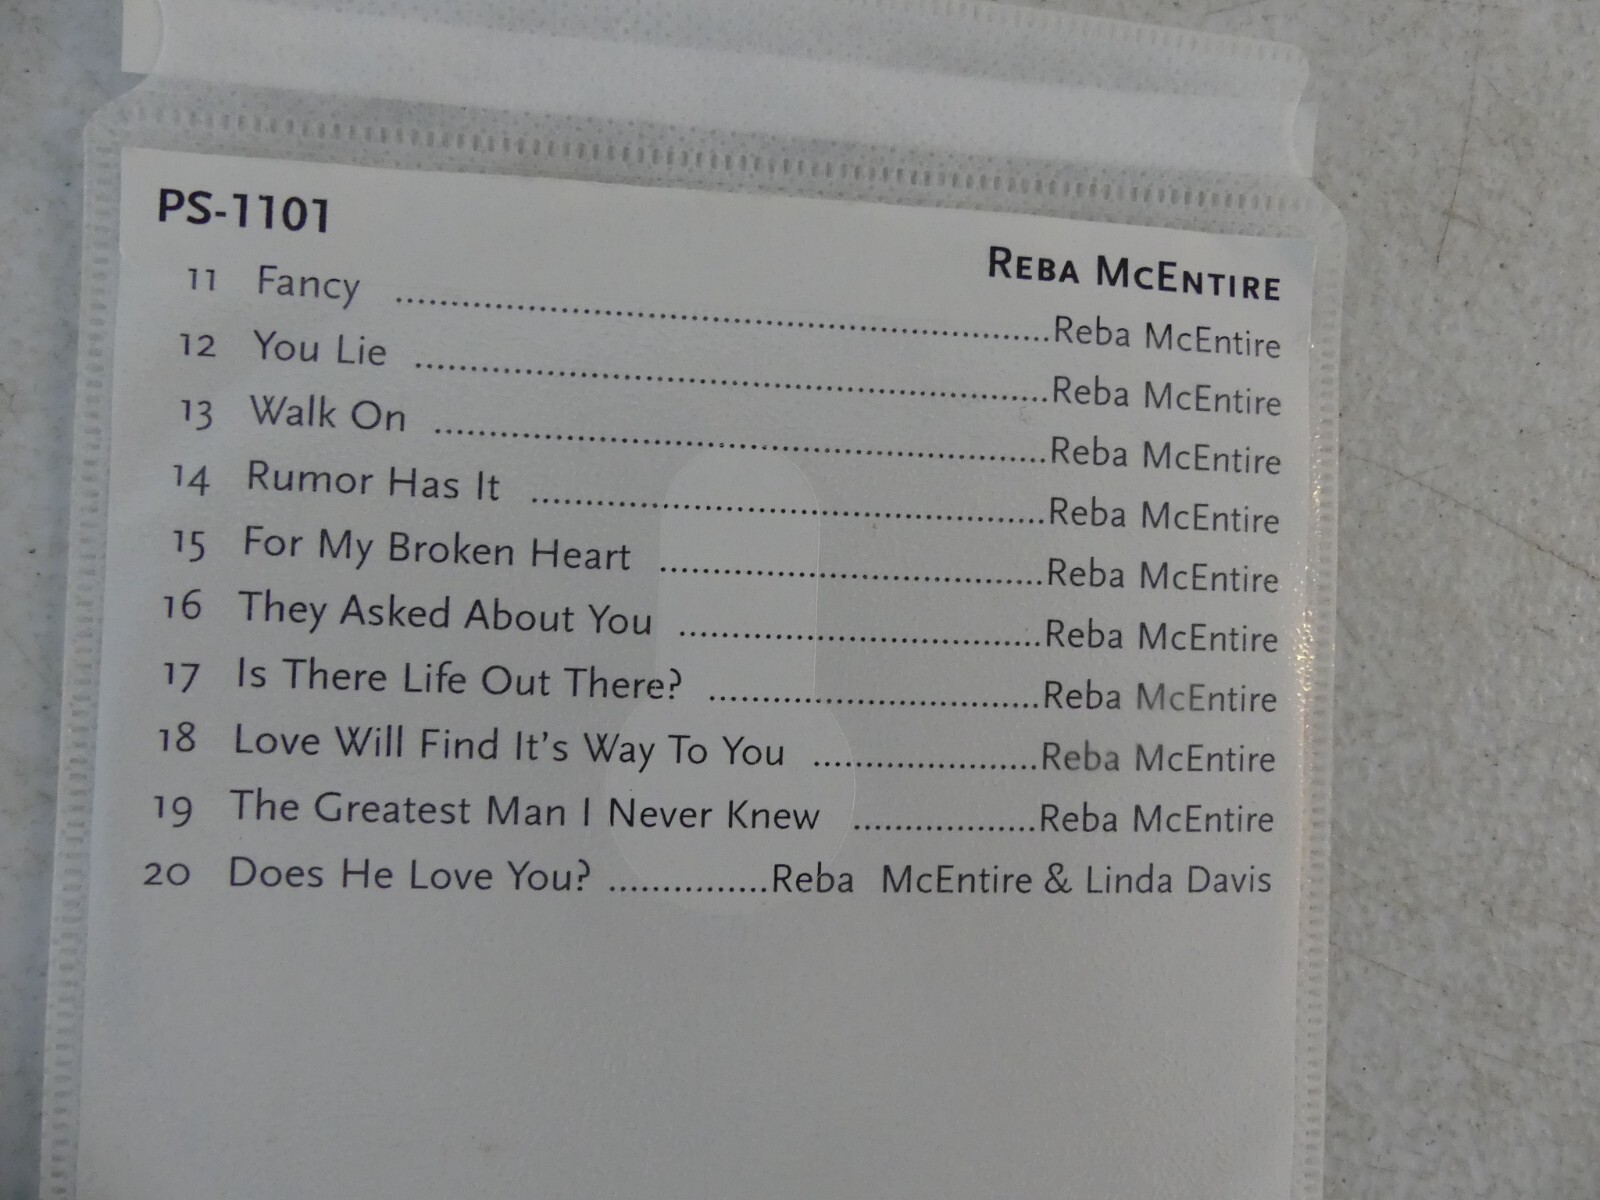 PS-1101
REBA MCENTIRE
11 Fancy ..........Reba McEntire
12 You Lie ..........Reba McEntire
13 Walk On ..........Reba McEntire
14 Rumor Has It ..........Reba McEntire
15 For My Broken Heart ..........Reba McEntire
16 They Asked About You ..........Reba McEntire
17 Is There Life Out There? ..........Reba McEntire
18 Love Will Find It's Way To You ..........Reba McEntire
19 The Greatest Man I Never Knew ..........Reba McEntire
20 Does He Love You? ..........Reba McEntire & Linda Davis